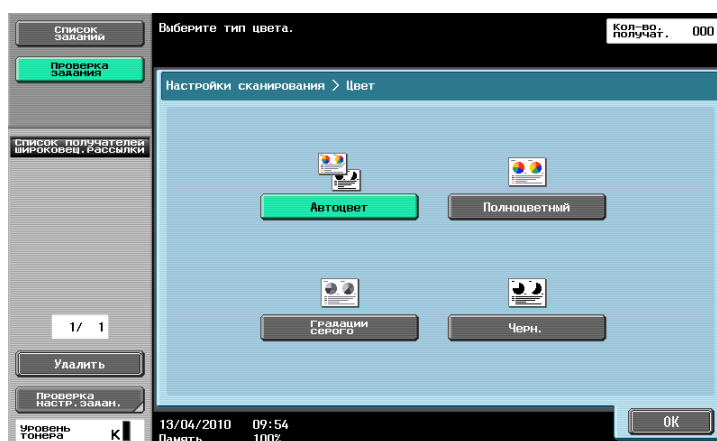 Список
заданий
Выберите тип цвета.
Кол-во.
получат.
000
Проверка
задания
Настройки сканирования > Цвет
Список получателей
широковещ.рассылки
Автоцвет
Полноцветный
Градации
серого
Черн.
1/ 1
Удалить
Проверка
настр.задан.
Уровень
тонера
K
13/04/2010 09:54
Память 100%
OK